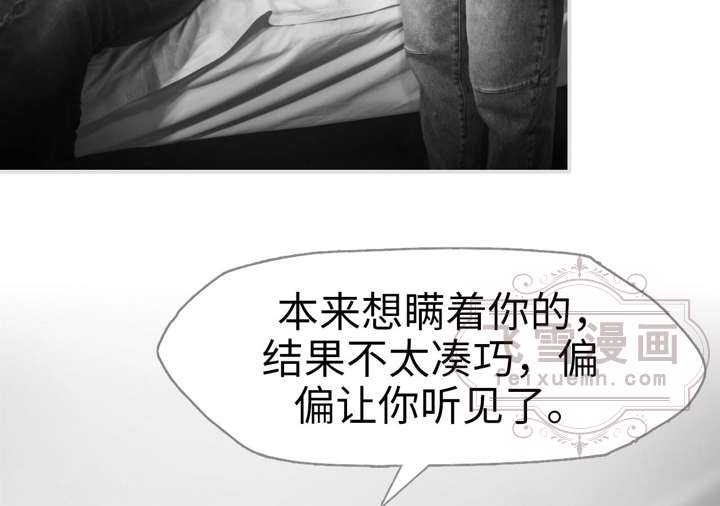 本来想瞒着你的，
结果不太凑巧，偏
偏让你听见了。
飞雪漫画
feixuemh.com